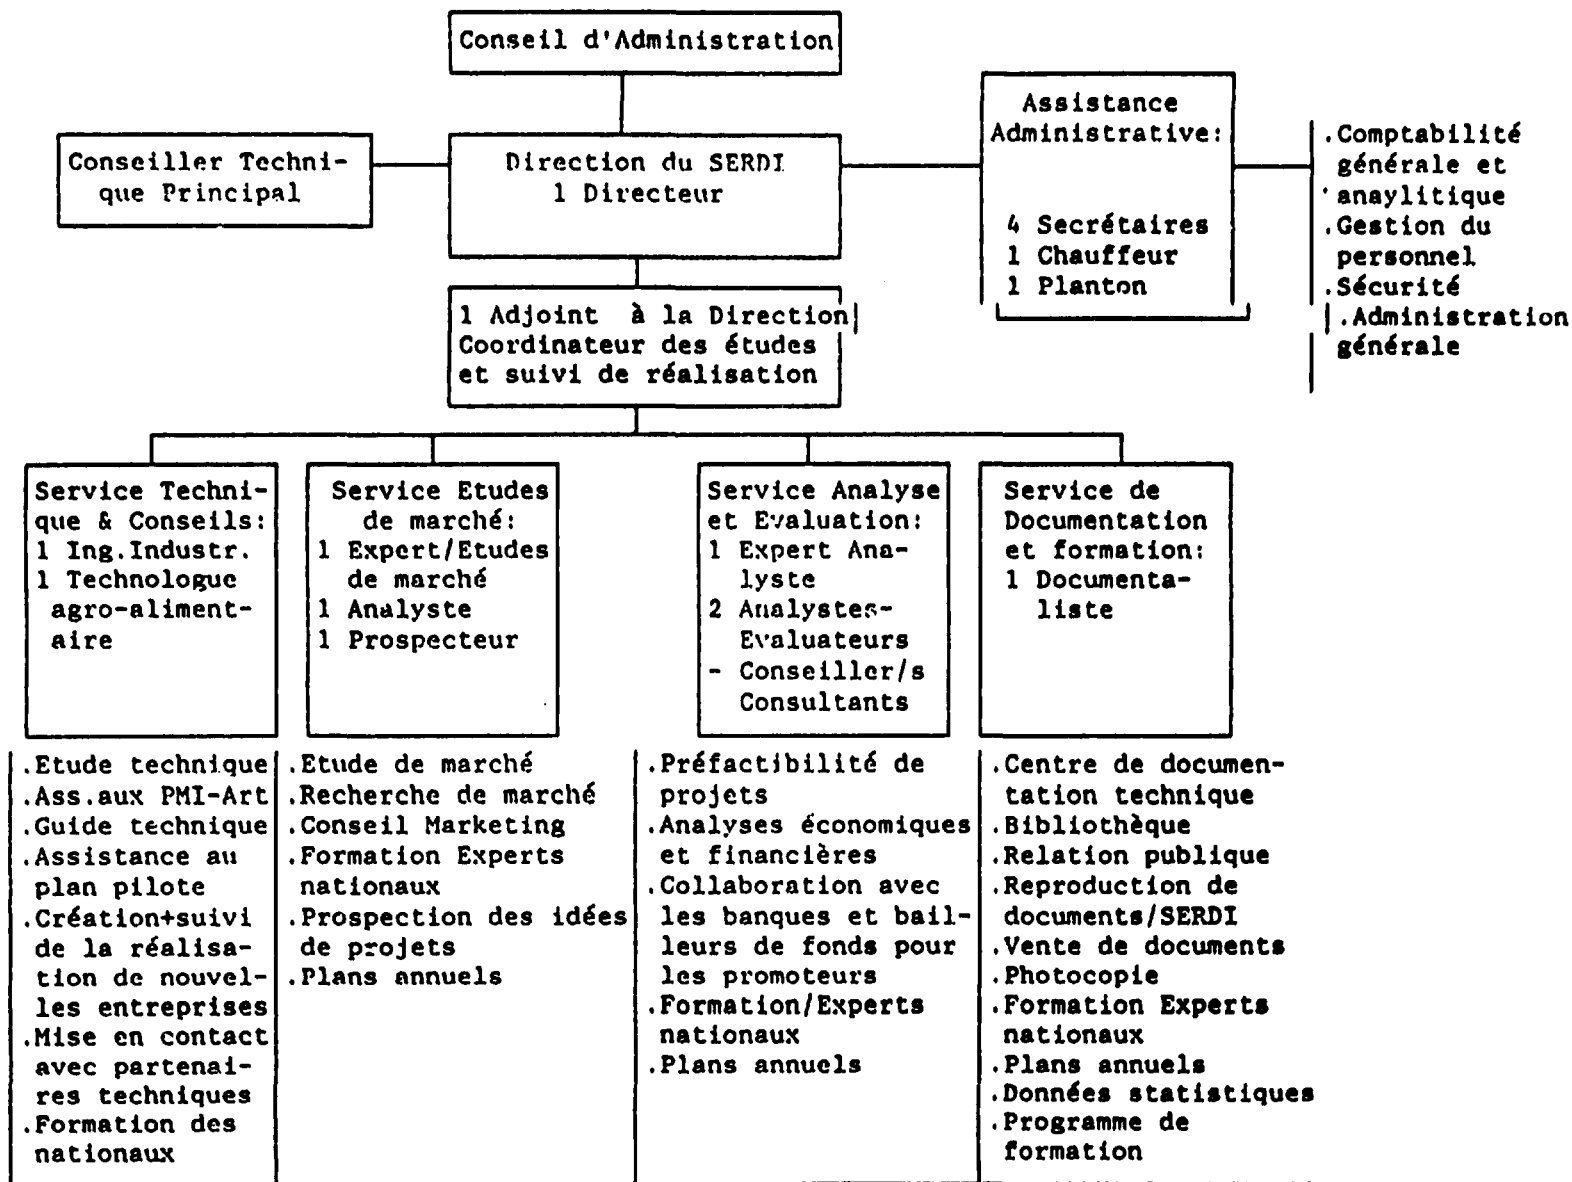 Conseil d'Administration
Conseiller Techni-
que Principal
Direction du SERDI
1 Directeur
Assistance
Administrative:
4 Secrétaires
1 Chauffeur
1 Planton
.Comptabilité
générale et
anaylitique
.Gestion du
personnel
.Sécurité
.Administration
générale
1 Adjoint à la Direction
Coordinateur des études
et suivi de réalisation
Service Techni-
que & Conseils:
1 Ing.Industr.
1 Technologue
agro-aliment-
aire
Service Etudes
de marché:
1 Expert/Etudes
de marché
1 Analyste
1 Prospecteur
Service Analyse
et Evaluation:
1 Expert Ana-
lyste
2 Analystes-
Evaluateurs
- Conseiller/s
Consultants
Service de
Documentation
et formation:
1 Documenta-
liste
.Etude technique
.Ass.aux PMI-Art
.Guide technique
.Assistance au
plan pilote
.Création+suivi
de la réalisa-
tion de nouvel-
les entreprises
.Mise en contact
avec partenai-
res techniques
.Formation des
nationaux
.Etude de marché
.Recherche de marché
.Conseil Marketing
.Formation Experts
nationaux
.Prospection des idées
de projets
.Plans annuels
.Préfactibilité de
projets
.Analyses économiques
et financières
.Collaboration avec
les banques et bail-
leurs de fonds pour
les promoteurs
.Formation/Experts
nationaux
.Plans annuels
.Centre de documen-
tation technique
.Bibliothèque
.Relation publique
.Reproduction de
documents/SERDI
.Vente de documents
.Photocopie
.Formation Experts
nationaux
.Plans annuels
.Données statistiques
.Programme de
formation